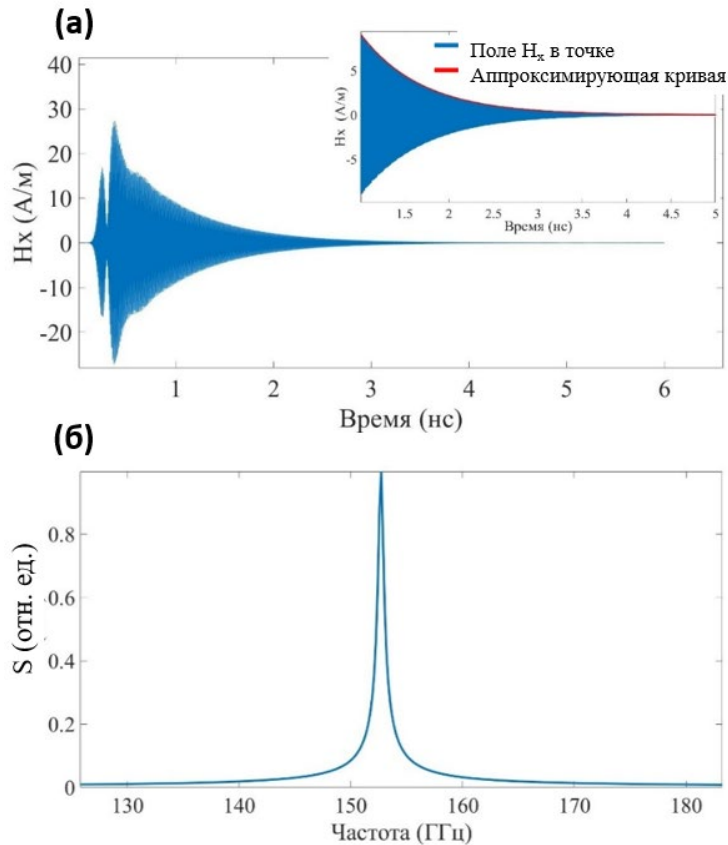 (а)
Поле Hₓ в точке
Аппроксимирующая кривая
Hx (А/м)
5
0
-5
1.5 2 2.5 3 3.5 4 4.5 5
Время (нс)
Hx (А/м)
40
30
20
10
0
-10
-20
1 2 3 4 5 6
Время (нс)
(б)
S (отн. ед.)
0.8
0.6
0.4
0.2
0
130 140 150 160 170 180
Частота (ГГц)